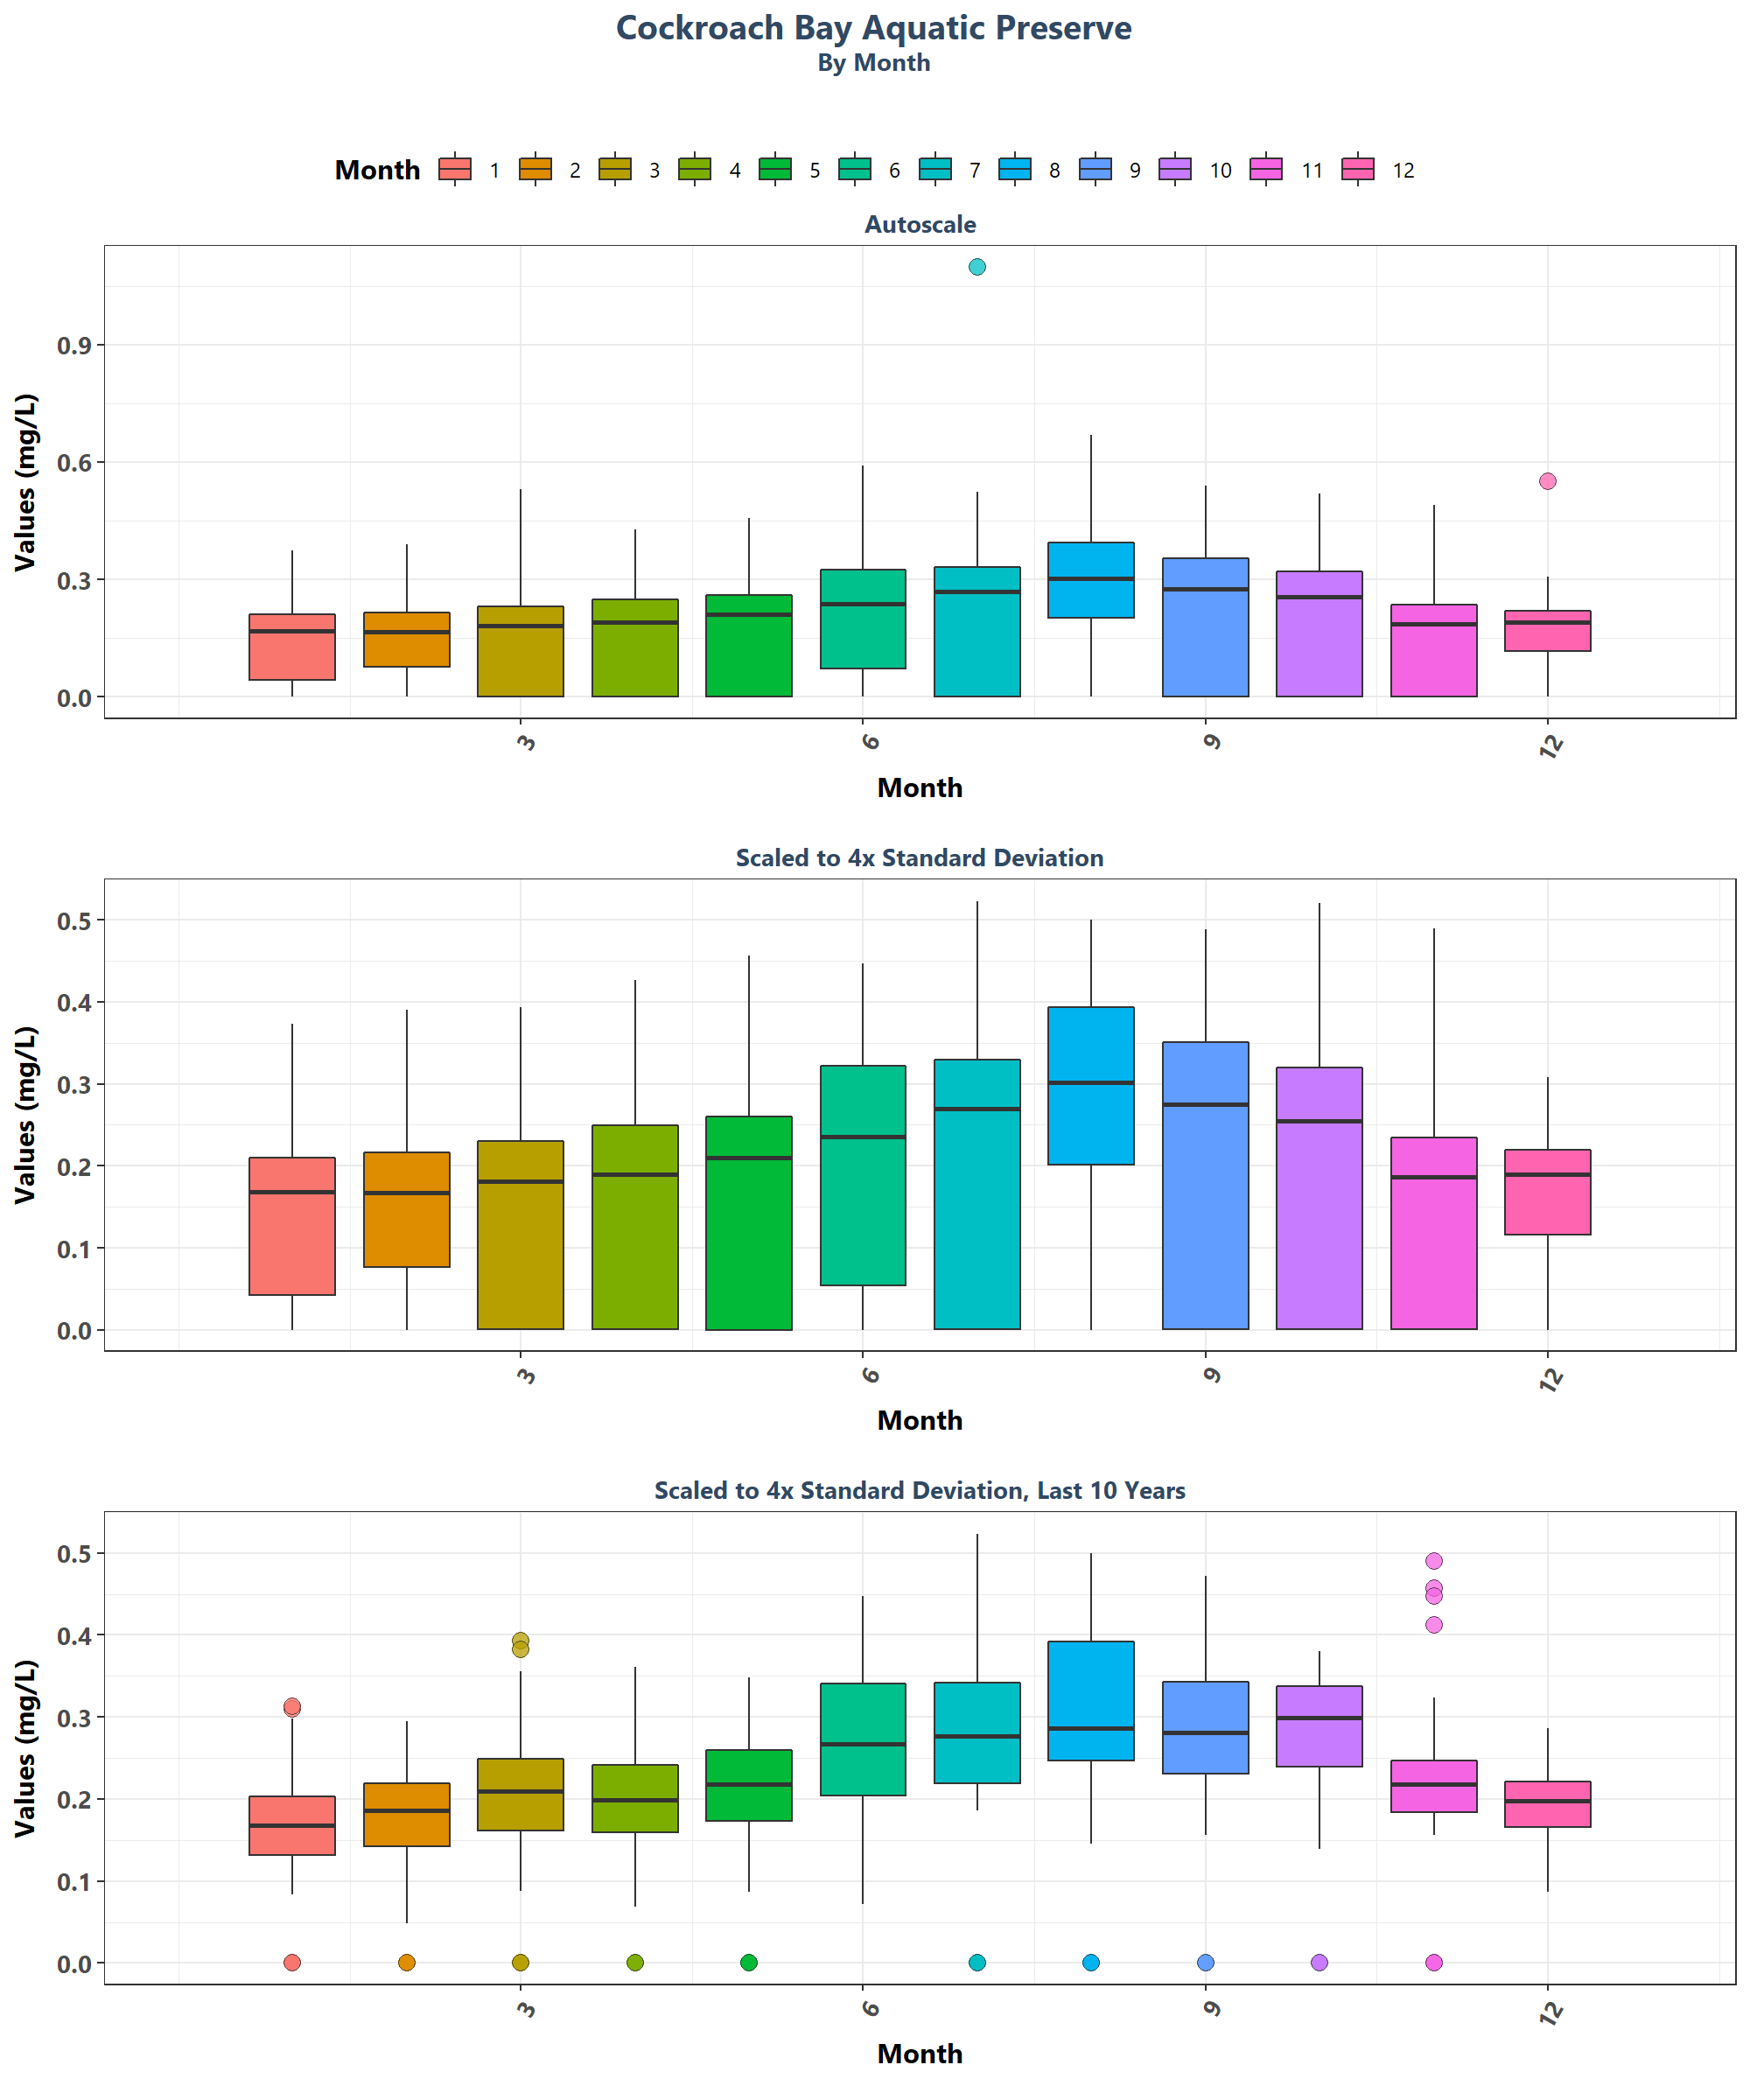 Cockroach Bay Aquatic Preserve
By Month
Month 1 2 3 4 5 6 7 8 9 10 11 12
Autoscale
Values (mg/L)
0.9
0.6
0.3
0.0
3 6 9 12
Month
Scaled to 4x Standard Deviation
Values (mg/L)
0.5
0.4
0.3
0.2
0.1
0.0
3 6 9 12
Month
Scaled to 4x Standard Deviation, Last 10 Years
Values (mg/L)
0.5
0.4
0.3
0.2
0.1
0.0
3 6 9 12
Month